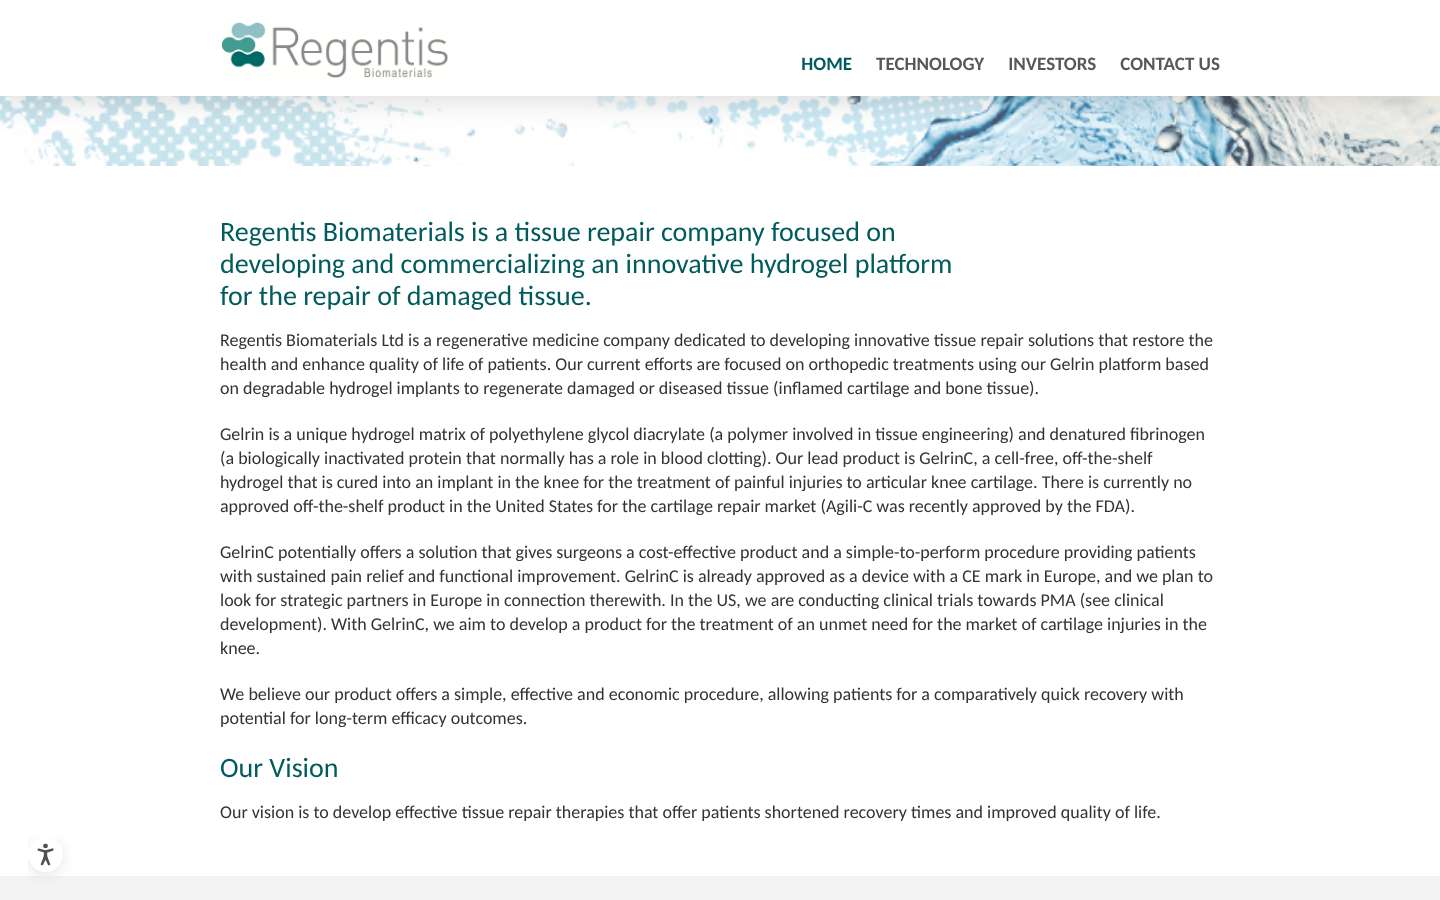 Regentis
Biomaterials
HOME TECHNOLOGY INVESTORS CONTACT US
Regentis Biomaterials is a tissue repair company focused on
developing and commercializing an innovative hydrogel platform
for the repair of damaged tissue.
Regentis Biomaterials Ltd is a regenerative medicine company dedicated to developing innovative tissue repair solutions that restore the
health and enhance quality of life of patients. Our current efforts are focused on orthopedic treatments using our Gelrin platform based
on degradable hydrogel implants to regenerate damaged or diseased tissue (inflamed cartilage and bone tissue).
Gelrin is a unique hydrogel matrix of polyethylene glycol diacrylate (a polymer involved in tissue engineering) and denatured fibrinogen
(a biologically inactivated protein that normally has a role in blood clotting). Our lead product is GelrinC, a cell-free, off-the-shelf
hydrogel that is cured into an implant in the knee for the treatment of painful injuries to articular knee cartilage. There is currently no
approved off-the-shelf product in the United States for the cartilage repair market (Agili-C was recently approved by the FDA).
GelrinC potentially offers a solution that gives surgeons a cost-effective product and a simple-to-perform procedure providing patients
with sustained pain relief and functional improvement. GelrinC is already approved as a device with a CE mark in Europe, and we plan to
look for strategic partners in Europe in connection therewith. In the US, we are conducting clinical trials towards PMA (see clinical
development). With GelrinC, we aim to develop a product for the treatment of an unmet need for the market of cartilage injuries in the
knee.
We believe our product offers a simple, effective and economic procedure, allowing patients for a comparatively quick recovery with
potential for long-term efficacy outcomes.
Our Vision
Our vision is to develop effective tissue repair therapies that offer patients shortened recovery times and improved quality of life.